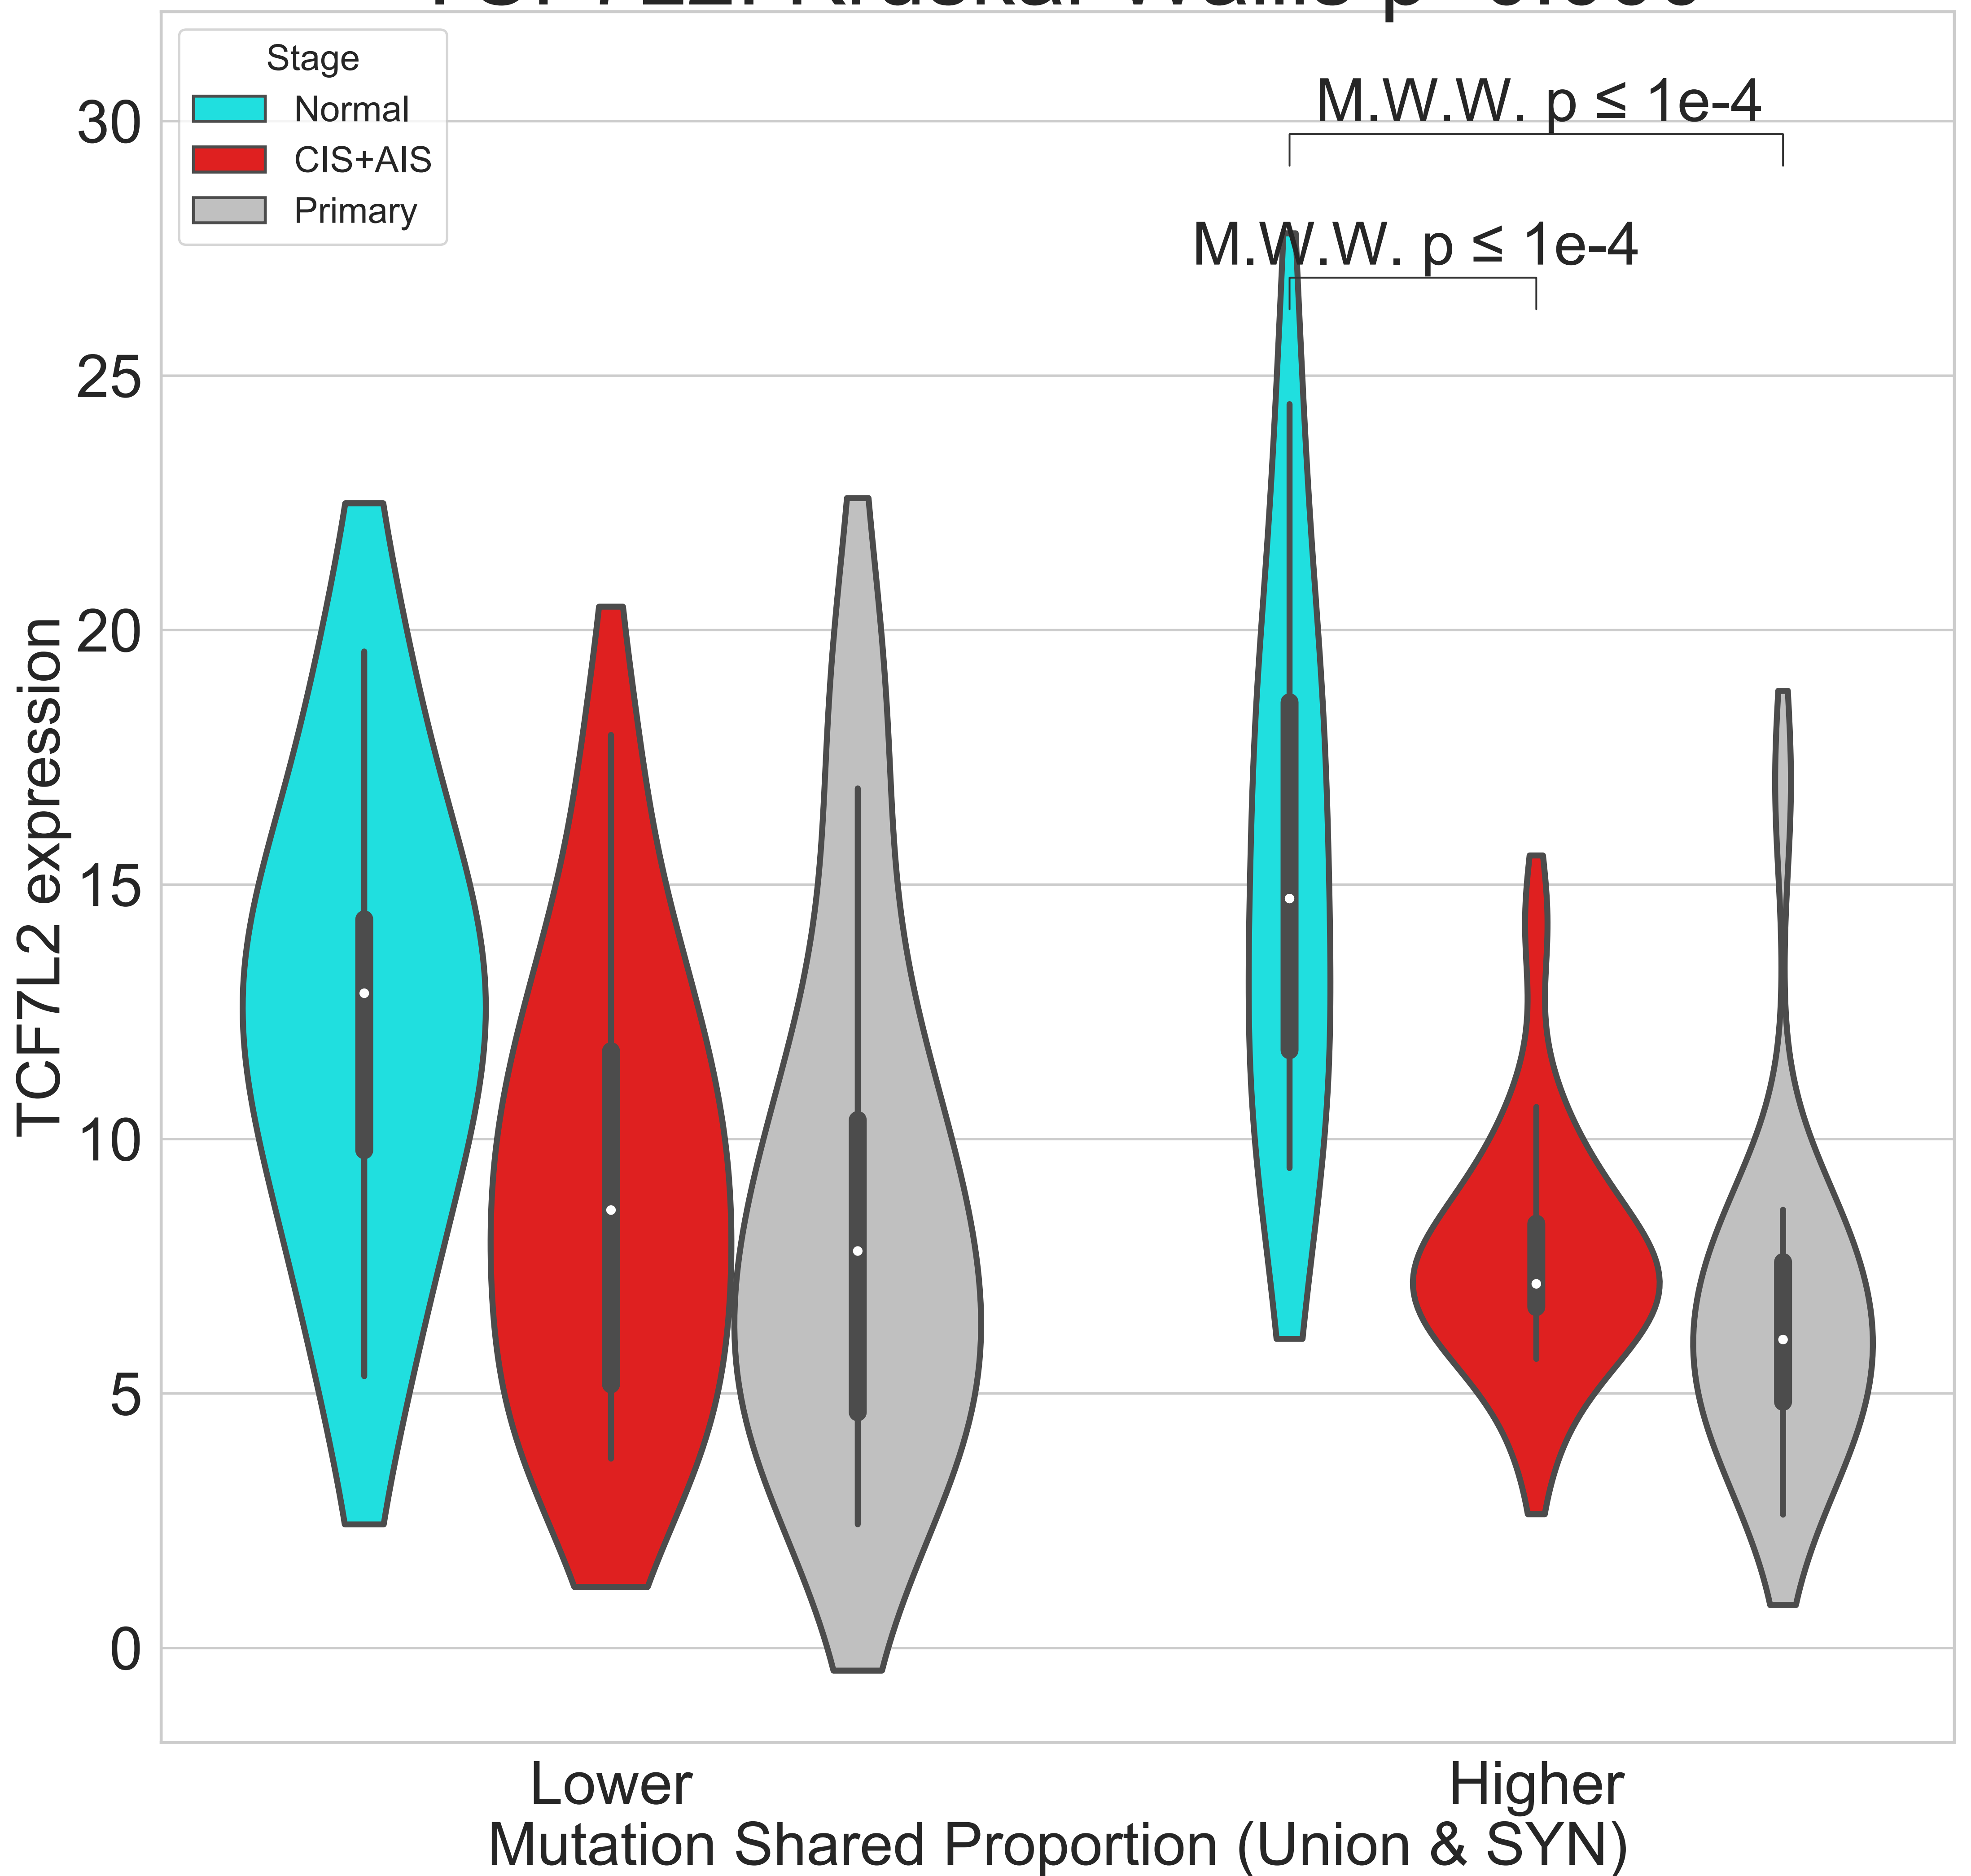 Stage
Normal
CIS+AIS
Primary
M.W.W. p ≤ 1e-4
M.W.W. p ≤ 1e-4
30
25
20
15
10
5
0
TCF7L2 expression
Lower
Higher
Mutation Shared Proportion (Union & SYN)